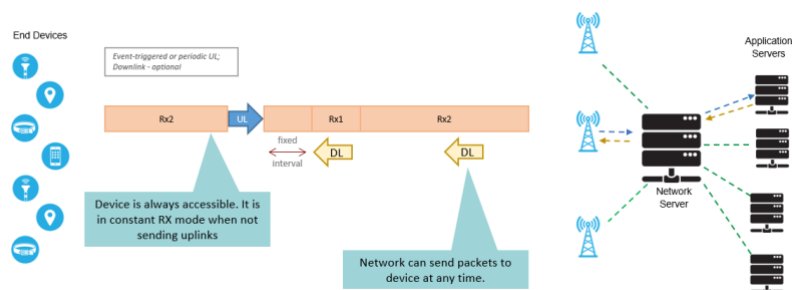 End Devices
Event-triggered or periodic UL;
Downlink - optional
Rx2
UL
Rx1
Rx2
fixed
interval
DL
DL
Device is always accessible. It is
in constant RX mode when not
sending uplinks
Network can send packets to
device at any time.
Application
Servers
Network
Server